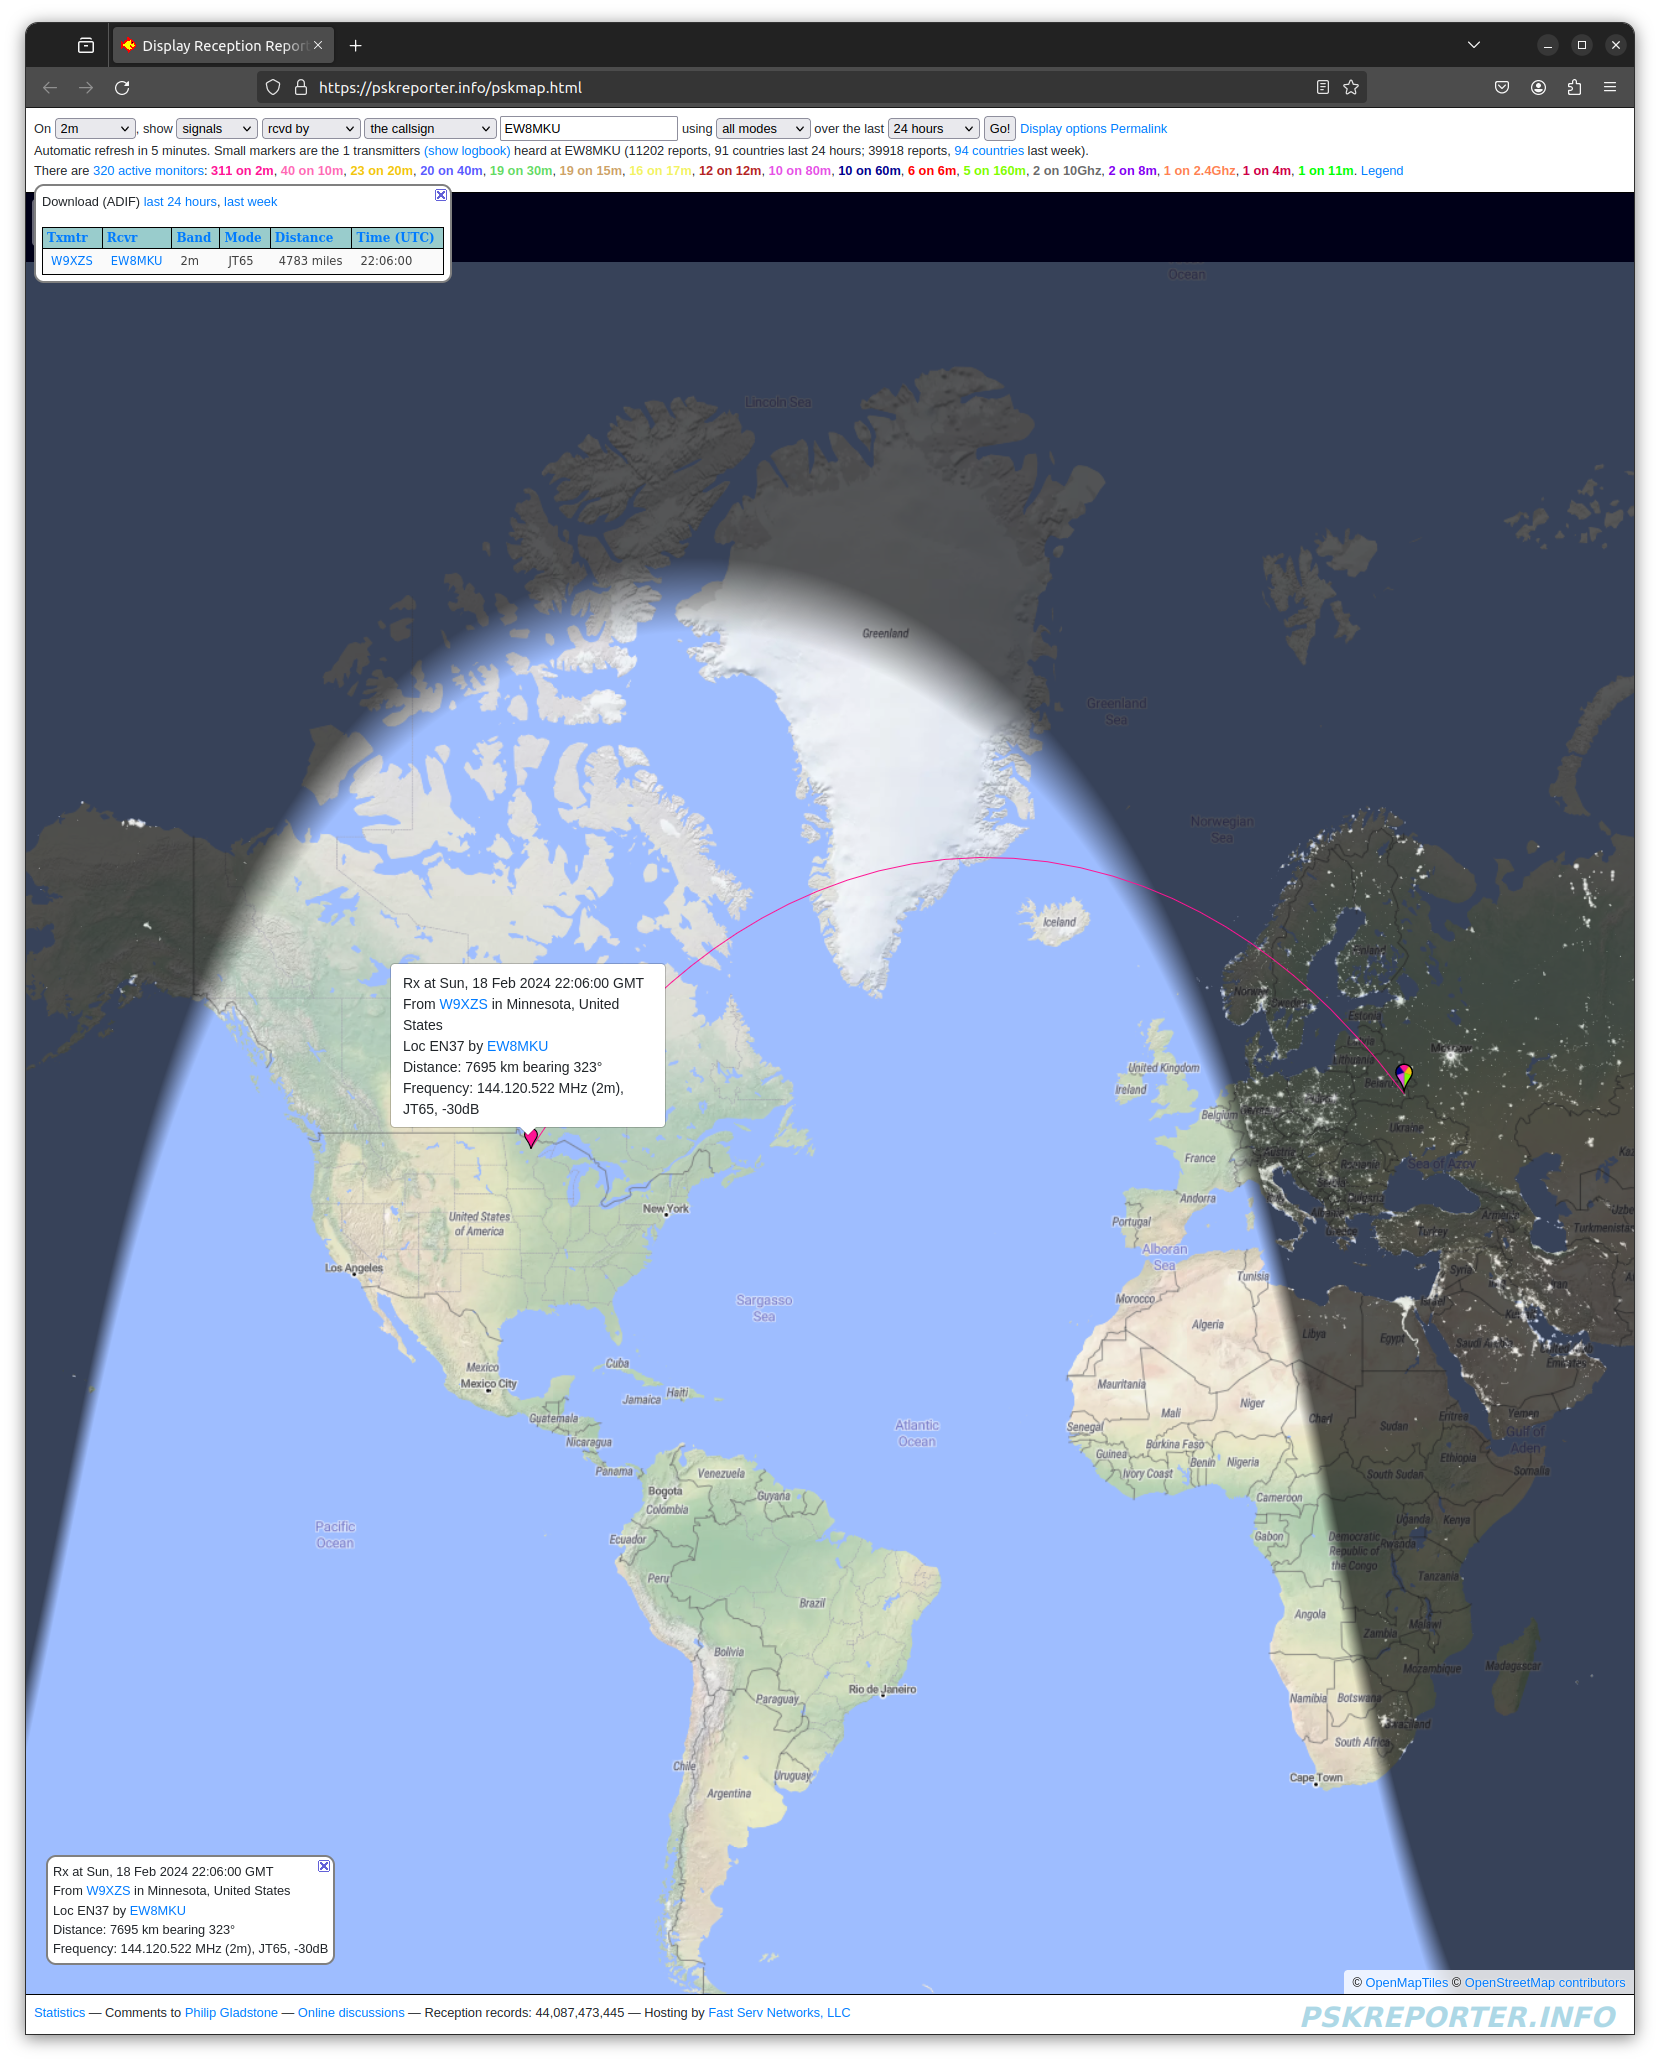 Display Reception Repor
https://pskreporter.info/pskmap.html
On 2m, show signals rcvd by the callsign EW8MKU using all modes over the last 24 hours Go! Display options Permalink
Automatic refresh in 5 minutes. Small markers are the 1 transmitters (show logbook) heard at EW8MKU (11202 reports, 91 countries last 24 hours; 39918 reports, 94 countries last week).
There are 320 active monitors: 311 on 2m, 40 on 10m, 23 on 20m, 20 on 40m, 19 on 30m, 19 on 15m, 16 on 17m, 12 on 12m, 10 on 80m, 10 on 60m, 6 on 6m, 5 on 160m, 2 on 10Ghz, 2 on 8m, 1 on 2.4Ghz, 1 on 4m, 1 on 11m. Legend
Download (ADIF) last 24 hours, last week
Txmtr Rcvr Band Mode Distance Time (UTC)
W9XZS EW8MKU 2m JT65 4783 miles 22:06:00
Ocean
Lincoln Sea
Greenland
Greenland
Sea
Norwegian
Sea
Iceland
Finland
Norway
Sweden
Estonia
Latvia
Lithuania
Moscow
Belarus
Rx at Sun, 18 Feb 2024 22:06:00 GMT
From W9XZS in Minnesota, United
States
Loc EN37 by EW8MKU
Distance: 7695 km bearing 323°
Frequency: 144.120.522 MHz (2m),
JT65, -30dB
United Kingdom
Ireland
Belgium
Ukraine
France
Austria
Romania
Sea of Azov
Andorra
New York
United States
of America
Portugal
Turkey
Armenia
Turkmenistan
Alboran
Sea
Los Angeles
Tunisia
Syria
Iran
Sargasso
Sea
Morocco
Israel
Algeria
Libya
Egypt
Saudi Arabia
United Arab
Emirates
Cuba
Mexico
Mexico City
Jamaica
Haiti
Mauritania
Niger
Mali
Chad
Sudan
Eritrea
Yemen
Guatemala
Atlantic
Ocean
Senegal
Gulf of
Aden
Nicaragua
Burkina Faso
Guinea
Benin
Nigeria
Ethiopia
Panama
Venezuela
Ivory Coast
South Sudan
Somalia
Bogota
Guyana
Colombia
Cameroon
Pacific
Ocean
Ecuador
Gabon
Democratic
Republic of
the Congo
Uganda
Kenya
Rwanda
Peru
Tanzania
Brazil
Angola
Malawi
Zambia
Bolivia
Mozambique
Madagascar
Rio de Janeiro
Paraguay
Namibia
Botswana
Swaziland
South Africa
Chile
Uruguay
Cape Town
Argentina
Rx at Sun, 18 Feb 2024 22:06:00 GMT
From W9XZS in Minnesota, United States
Loc EN37 by EW8MKU
Distance: 7695 km bearing 323°
Frequency: 144.120.522 MHz (2m), JT65, -30dB
© OpenMapTiles © OpenStreetMap contributors
Statistics — Comments to Philip Gladstone — Online discussions — Reception records: 44,087,473,445 — Hosting by Fast Serv Networks, LLC
PSKREPORTER.INFO